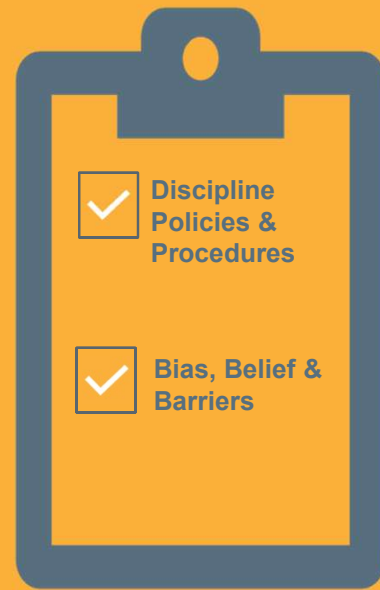 Discipline
Policies &
Procedures
Bias, Belief &
Barriers